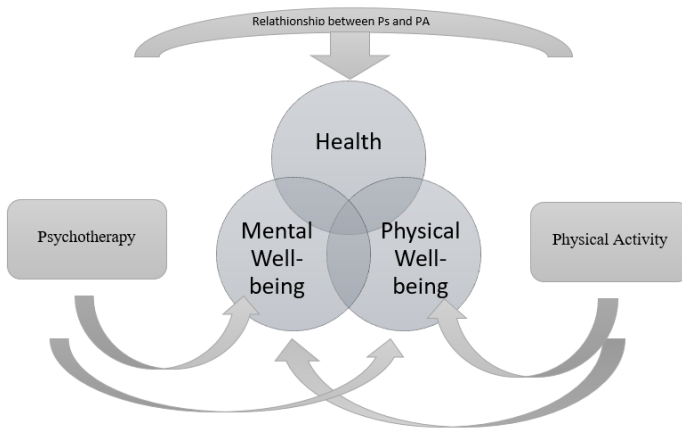 Relathionship between Ps and PA
Health
Psychotherapy
Mental
Well-
being
Physical
Well-
being
Physical Activity